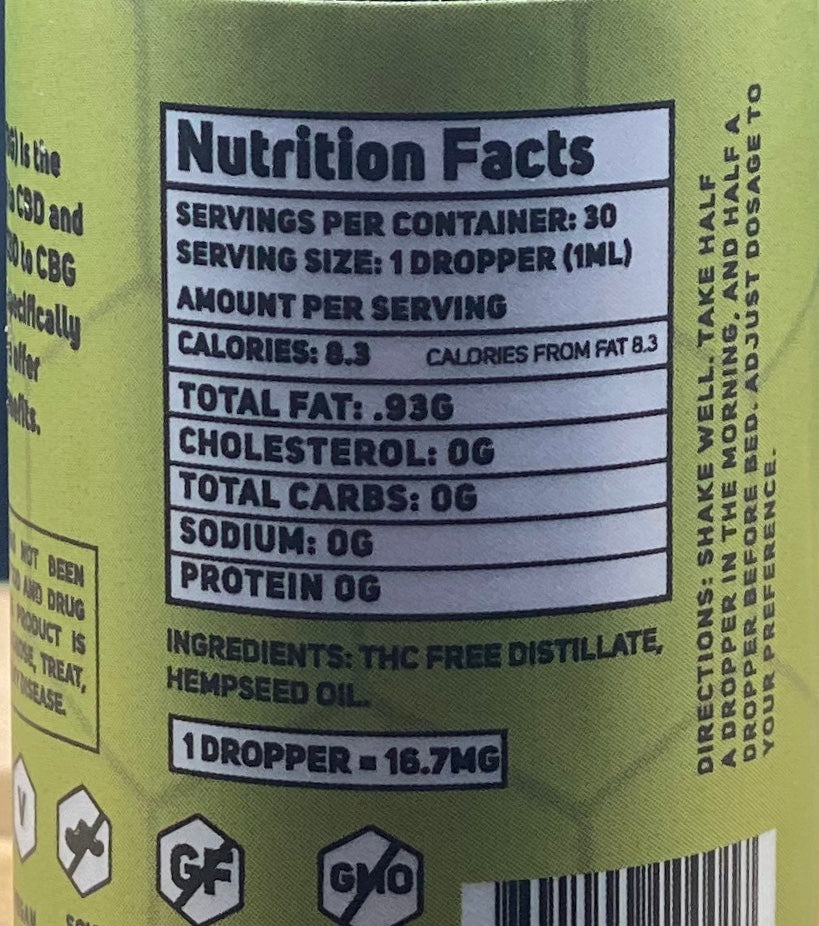 is the
CBD and
to CBG
offer
Nutrition Facts
SERVINGS PER CONTAINER: 30
SERVING SIZE: 1 DROPPER (1ML)
AMOUNT PER SERVING
CALORIES: 8.3 CALORIES FROM FAT 8.3
TOTAL FAT: .93G
CHOLESTEROL: 0G
TOTAL CARBS: 0G
SODIUM: 0G
PROTEIN 0G
INGREDIENTS: THC FREE DISTILLATE,
HEMPSEED OIL.
1 DROPPER = 16.7MG
DIRECTIONS: SHAKE WELL. TAKE HALF
A DROPPER IN THE MORNING, AND HALF A
DROPPER BEFORE BED. ADJUST DOSAGE TO
YOUR PREFERENCE.
NOT BEEN
AND DRUG
PRODUCT IS
TREAT,
DISEASE.
V
GF
GMO